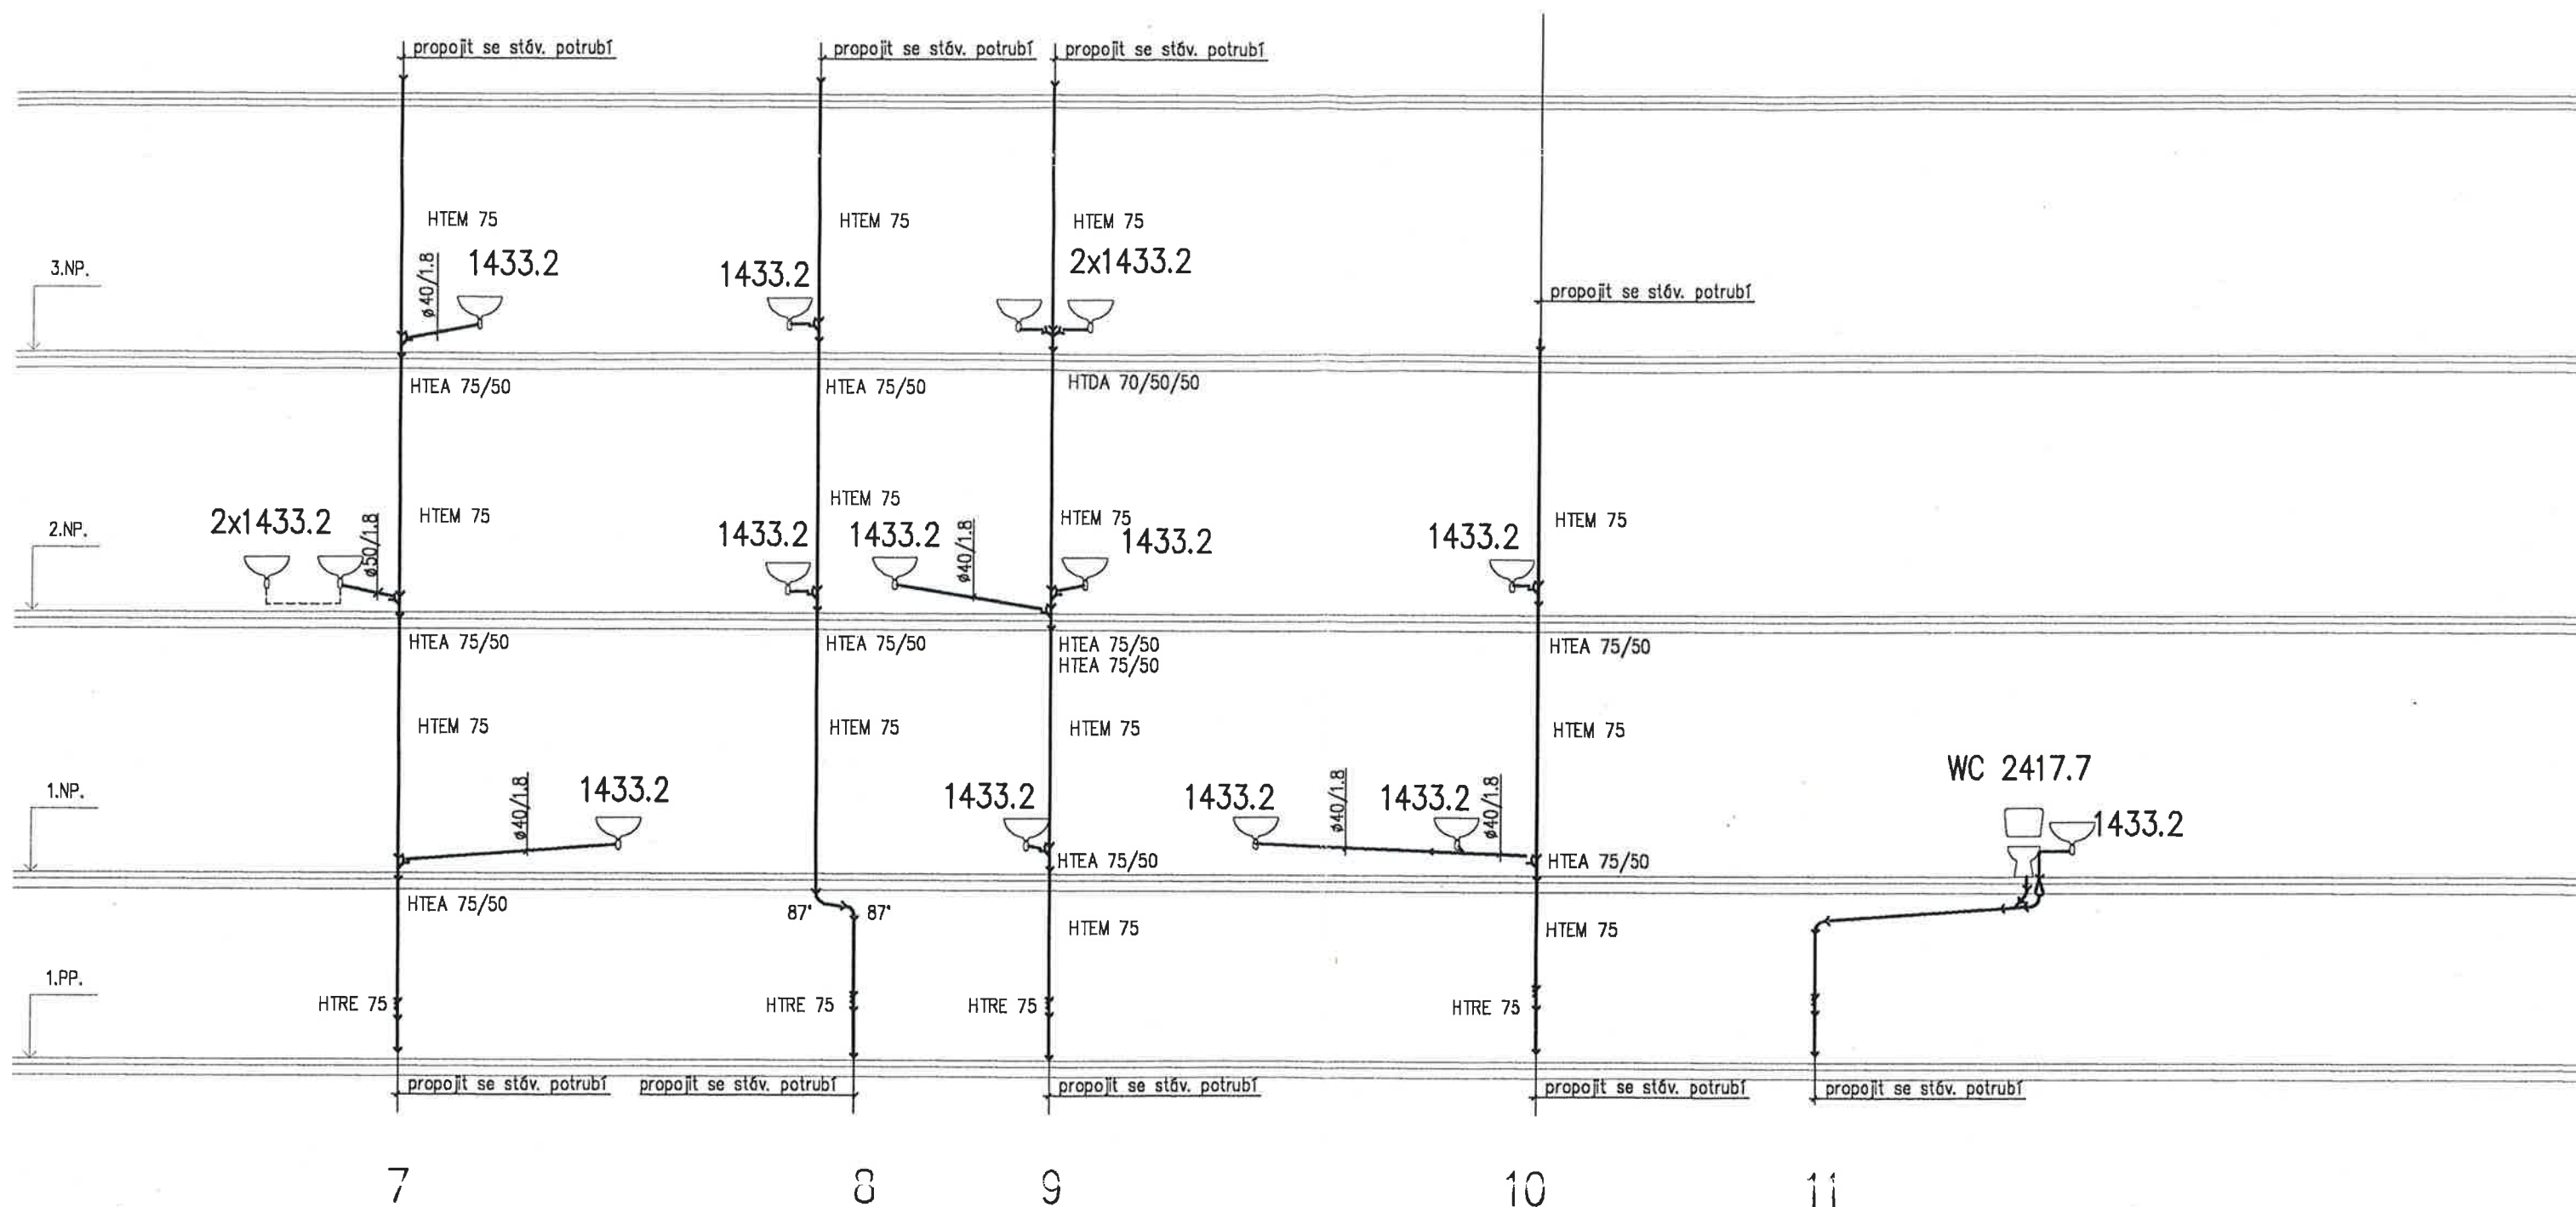 propojit se stáv. potrubí
propojit se stáv. potrubí
propojit se stáv. potrubí
HTEM 75
HTEM 75
HTEM 75
3.NP.
ø40/1.8
1433.2
1433.2
2x1433.2
propojit se stáv. potrubí
HTEA 75/50
HTEA 75/50
HTDA 70/50/50
2.NP.
2x1433.2
ø50/1.8
HTEM 75
1433.2
HTEM 75
1433.2
ø40/1.8
HTEM 75
1433.2
1433.2
HTEM 75
HTEA 75/50
HTEA 75/50
HTEA 75/50
HTEA 75/50
HTEA 75/50
HTEM 75
HTEM 75
HTEM 75
HTEM 75
1.NP.
ø40/1.8
1433.2
1433.2
1433.2
ø40/1.8
1433.2
ø40/1.8
WC 2417.7
1433.2
HTEA 75/50
HTEA 75/50
HTEA 75/50
87°
87°
HTEM 75
HTEM 75
1.PP.
HTRE 75
HTRE 75
HTRE 75
HTRE 75
propojit se stáv. potrubí
propojit se stáv. potrubí
propojit se stáv. potrubí
propojit se stáv. potrubí
propojit se stáv. potrubí
7
8
9
10
11